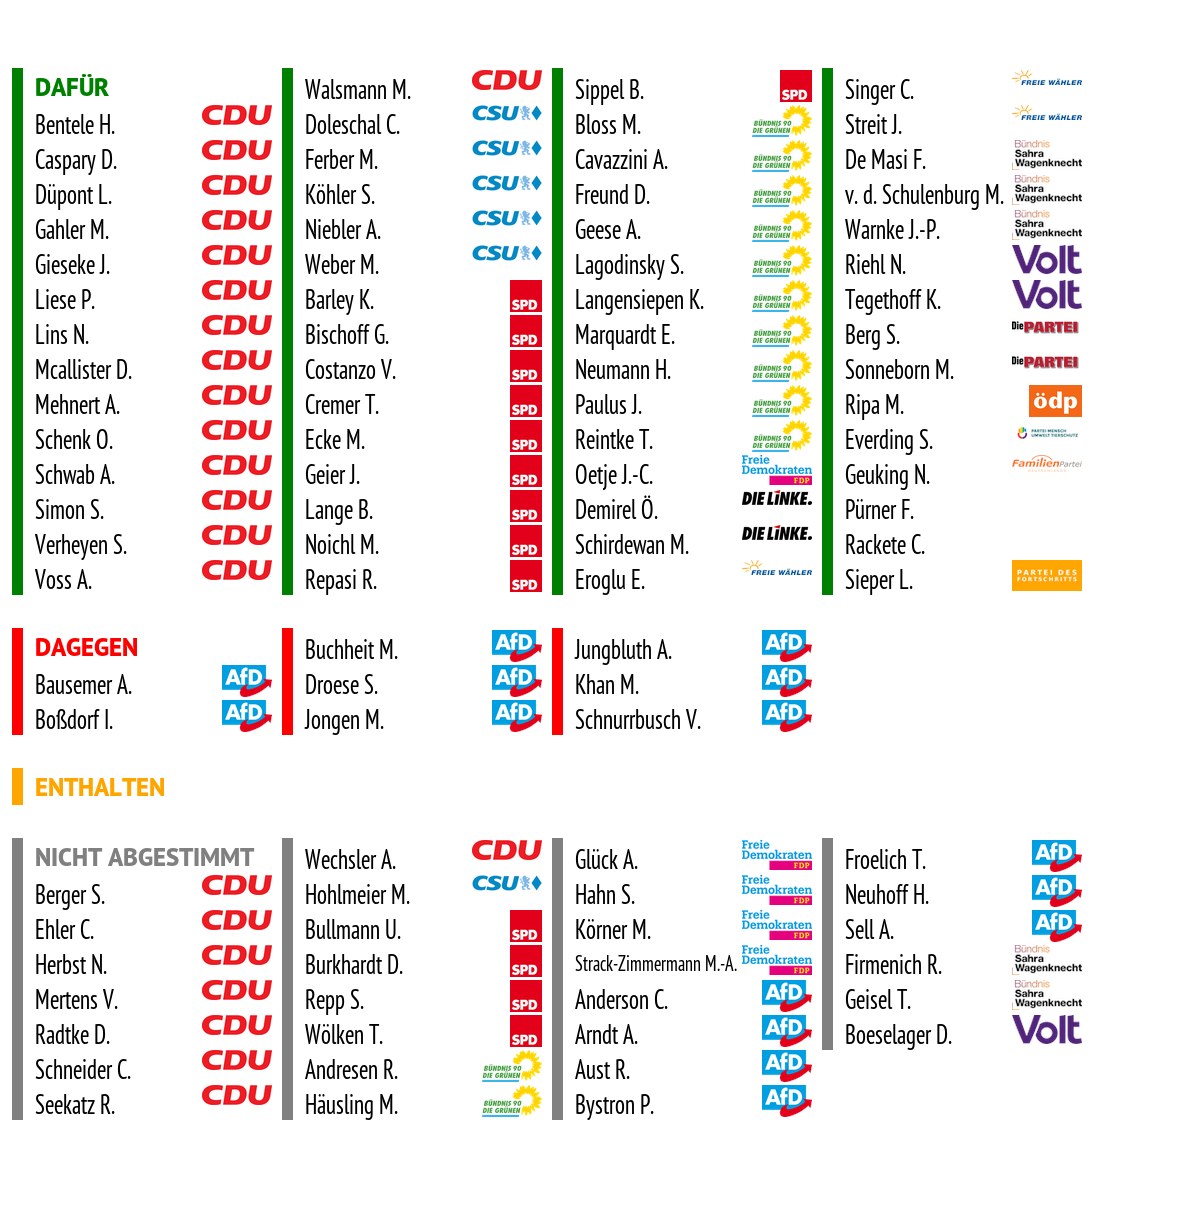 DAFÜR
Bentele H. CDU
Caspary D. CDU
Düpont L. CDU
Gahler M. CDU
Gieseke J. CDU
Liese P. CDU
Lins N. CDU
Mcallister D. CDU
Mehnert A. CDU
Schenk O. CDU
Schwab A. CDU
Simon S. CDU
Verheyen S. CDU
Voss A. CDU
Walsmann M. CDU
Doleschal C. CSU
Ferber M. CSU
Köhler S. CSU
Niebler A. CSU
Weber M. CSU
Barley K. SPD
Bischoff G. SPD
Costanzo V. SPD
Cremer T. SPD
Ecke M. SPD
Geier J. SPD
Lange B. SPD
Noichl M. SPD
Repasi R. SPD
Sippel B. SPD
Bloss M. BÜNDNIS 90 DIE GRÜNEN
Cavazzini A. BÜNDNIS 90 DIE GRÜNEN
Freund D. BÜNDNIS 90 DIE GRÜNEN
Geese A. BÜNDNIS 90 DIE GRÜNEN
Lagodinsky S. BÜNDNIS 90 DIE GRÜNEN
Langensiepen K. BÜNDNIS 90 DIE GRÜNEN
Marquardt E. BÜNDNIS 90 DIE GRÜNEN
Neumann H. BÜNDNIS 90 DIE GRÜNEN
Paulus J. BÜNDNIS 90 DIE GRÜNEN
Reintke T. BÜNDNIS 90 DIE GRÜNEN
Oetje J.-C. Freie Demokraten FDP
Demirel Ö. DIE LINKE.
Schirdewan M. DIE LINKE.
Eroglu E. FREIE WÄHLER
Singer C. FREIE WÄHLER
Streit J. FREIE WÄHLER
De Masi F. Bündnis Sahra Wagenknecht
v. d. Schulenburg M. Bündnis Sahra Wagenknecht
Warnke J.-P. Bündnis Sahra Wagenknecht
Riehl N. Volt
Tegethoff K. Volt
Berg S. Die PARTEI
Sonneborn M. Die PARTEI
Ripa M. ödp
Everding S. PARTEI MENSCH UMWELT TIERSCHUTZ
Geuking N. FamilienPartei
Pürner F.
Rackete C.
Sieper L. PARTEI DES FORTSCHRITTS
DAGEGEN
Bausemer A. AfD
Boßdorf I. AfD
Buchheit M. AfD
Droese S. AfD
Jongen M. AfD
Jungbluth A. AfD
Khan M. AfD
Schnurrbusch V. AfD
ENTHALTEN
NICHT ABGESTIMMT
Berger S. CDU
Ehler C. CDU
Herbst N. CDU
Mertens V. CDU
Radtke D. CDU
Schneider C. CDU
Seekatz R. CDU
Wechsler A. CDU
Hohlmeier M. CSU
Bullmann U. SPD
Burkhardt D. SPD
Repp S. SPD
Wölken T. SPD
Andresen R. BÜNDNIS 90 DIE GRÜNEN
Häusling M. BÜNDNIS 90 DIE GRÜNEN
Glück A. Freie Demokraten FDP
Hahn S. Freie Demokraten FDP
Körner M. Freie Demokraten FDP
Strack-Zimmermann M.-A. Freie Demokraten FDP
Anderson C. AfD
Arndt A. AfD
Aust R. AfD
Bystron P. AfD
Froelich T. AfD
Neuhoff H. AfD
Sell A. AfD
Firmenich R. Bündnis Sahra Wagenknecht
Geisel T. Bündnis Sahra Wagenknecht
Boeselager D. Volt